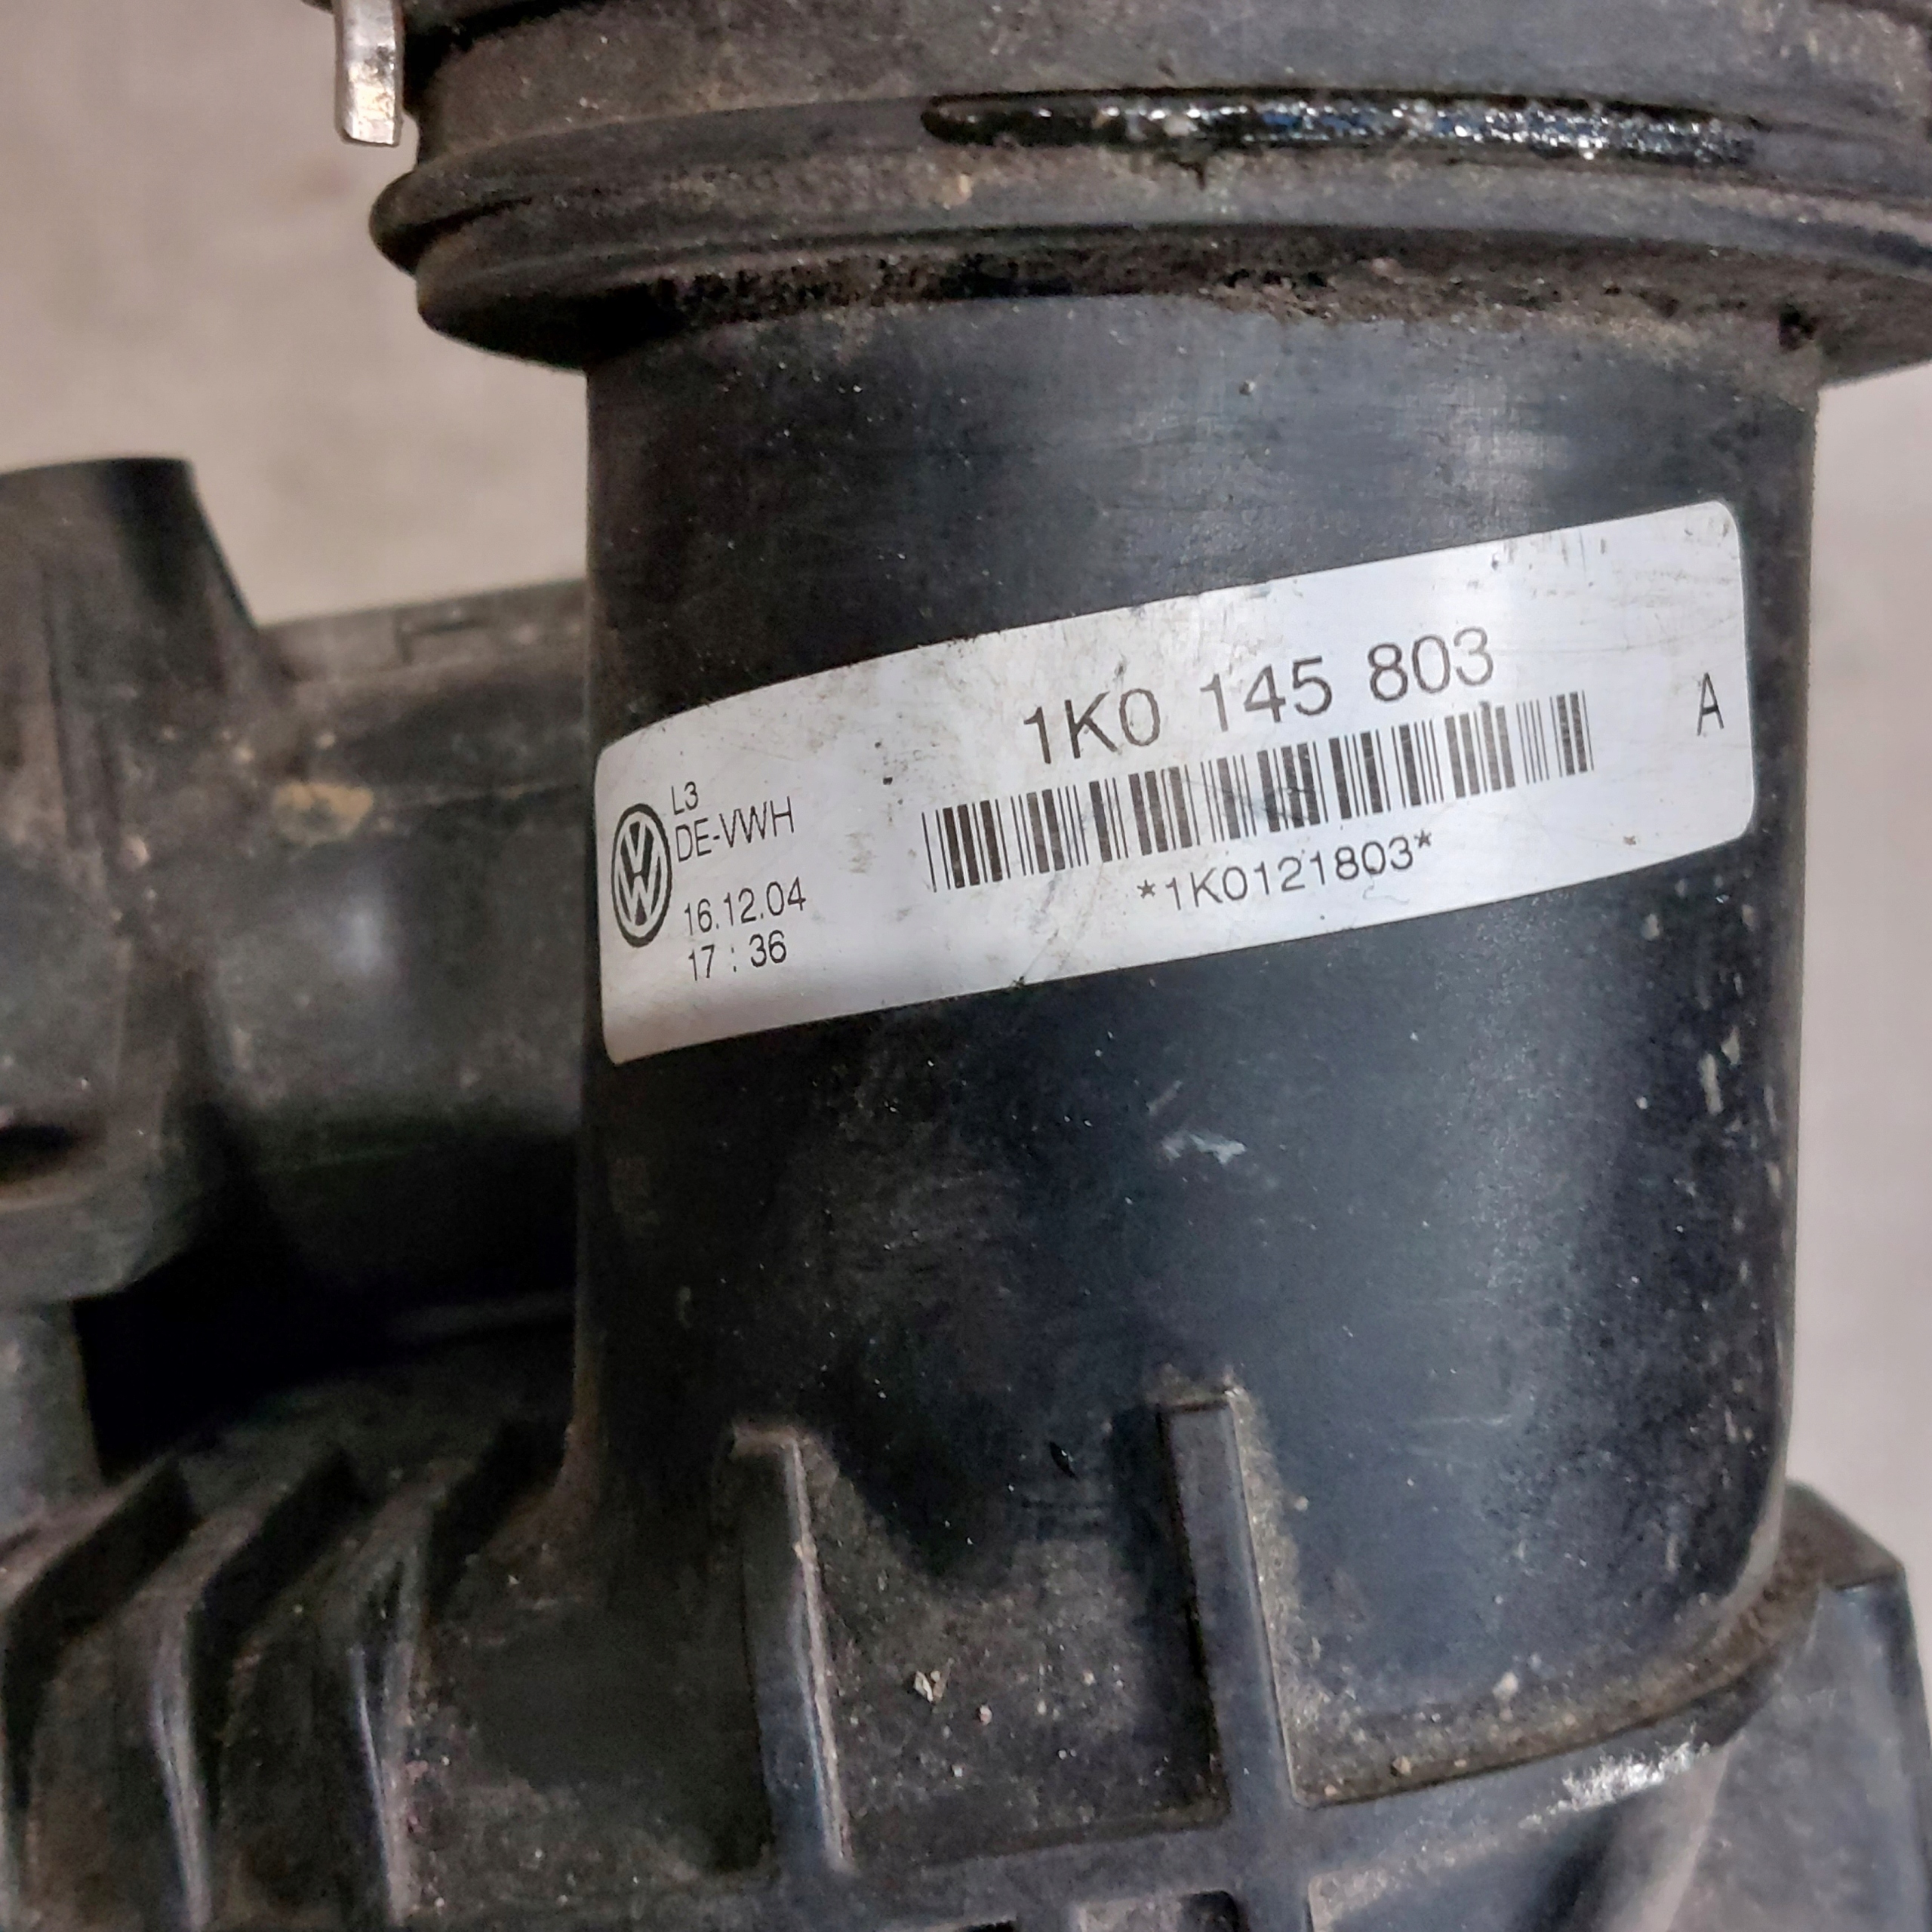 1K0 145 803
A
L3
DE-VWH
*1K0121803*
16.12.04
17 : 36